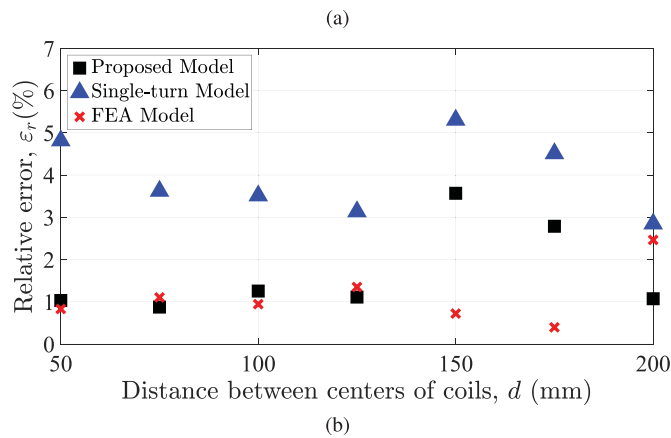 (a)
7
6
5
4
3
2
1
0
Relative error, εr(%)
Proposed Model
Single-turn Model
FEA Model
50 100 150 200
Distance between centers of coils, d (mm)
(b)